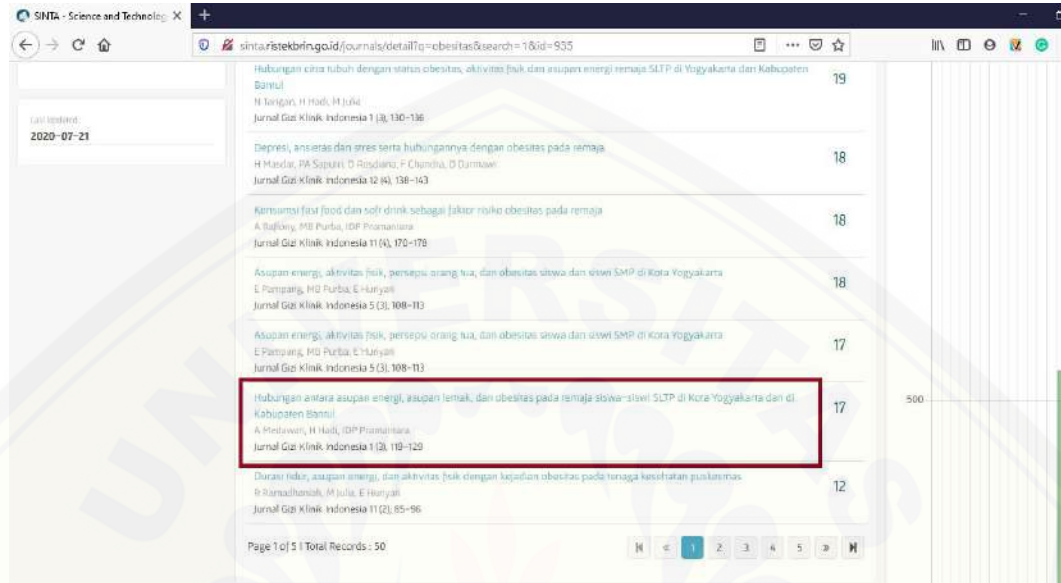 SINTA - Science and Technolog
sinta.ristekbrin.go.id/journals/detail?q=obesitas&search=1&id=935
Hubungan citra tubuh dengan status obesitas, aktivitas fisik dan asupan energi remaja SLTP di Yogyakarta dan Kabupaten
Bantul
19
N Tarigan, H Hadi, M Julia
Jurnal Gizi Klinik Indonesia 1 (3), 130-136
Last Updated:
2020-07-21
Depresi, ansietas dan stres serta hubungannya dengan obesitas pada remaja
18
H Masdar, PA Saputri, D Rosdiana, F Chandra, D Darmawi
Jurnal Gizi Klinik Indonesia 12 (4), 138-143
Konsumsi fast food dan soft drink sebagai faktor risiko obesitas pada remaja
18
A Rafiony, MB Purba, IDP Pramantara
Jurnal Gizi Klinik Indonesia 11 (4), 170-178
Asupan energi, aktivitas fisik, persepsi orang tua, dan obesitas siswa dan siswi SMP di Kota Yogyakarta
18
E Pampang, MB Purba, E Huriyati
Jurnal Gizi Klinik Indonesia 5 (3), 108-113
Asupan energi, aktivitas fisik, persepsi orang tua, dan obesitas siswa dan siswi SMP di Kota Yogyakarta
17
E Pampang, MB Purba, E Huriyati
Jurnal Gizi Klinik Indonesia 5 (3), 108-113
Hubungan antara asupan energi, asupan lemak, dan obesitas pada remaja siswa-siswi SLTP di Kota Yogyakarta dan di
Kabupaten Bantul
17
A Medawati, H Hadi, IDP Pramantara
Jurnal Gizi Klinik Indonesia 1 (3), 119-129
500
Durasi tidur, asupan energi, dan aktivitas fisik dengan kejadian obesitas pada tenaga kesehatan puskesmas
12
R Ramadhaniah, M Julia, E Huriyati
Jurnal Gizi Klinik Indonesia 11 (2), 85-96
Page 1 of 5 | Total Records : 50
1 2 3 4 5
UNIVERSITAS